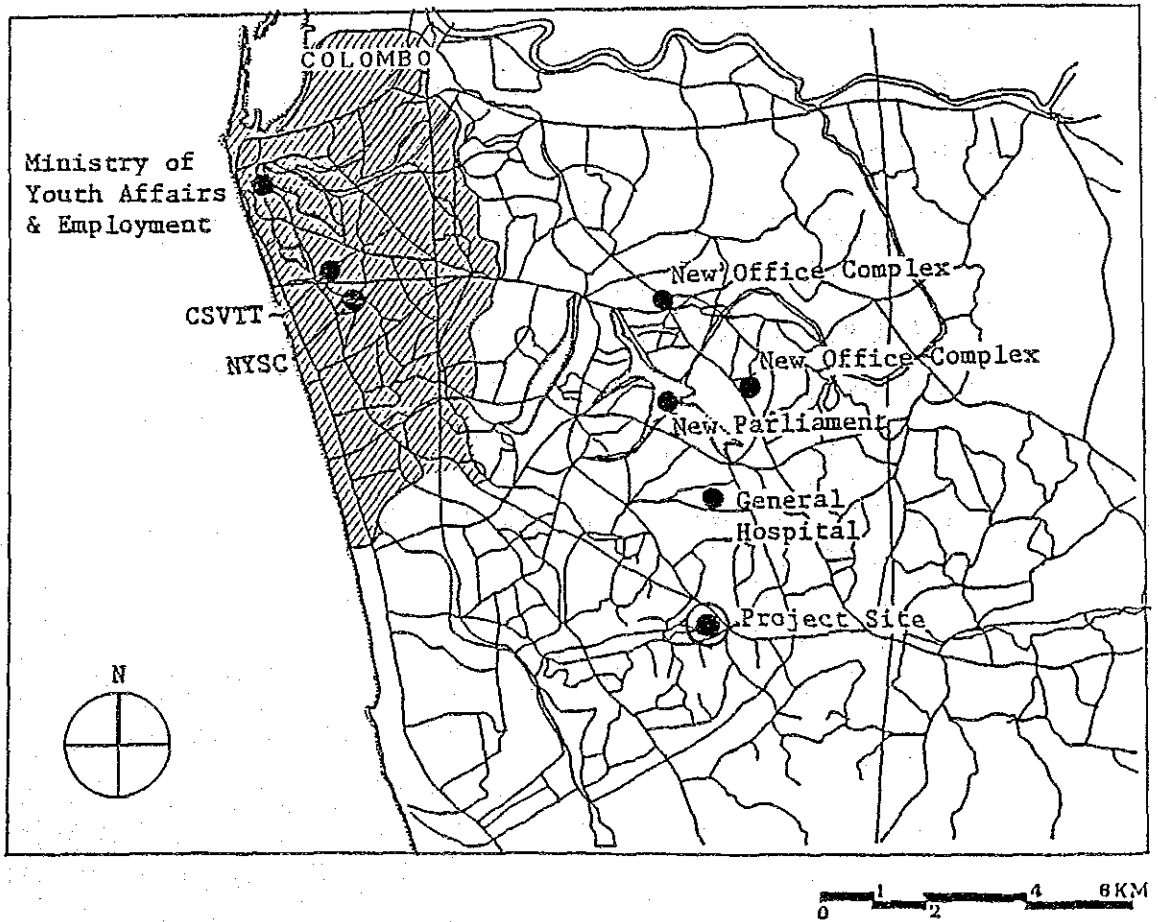 COLOMBO
Ministry of
Youth Affairs
& Employment
New Office Complex
CSVTT
NYSC
New Office Complex
New Parliament
General
Hospital
Project Site
N
0 1 2 4 6KM